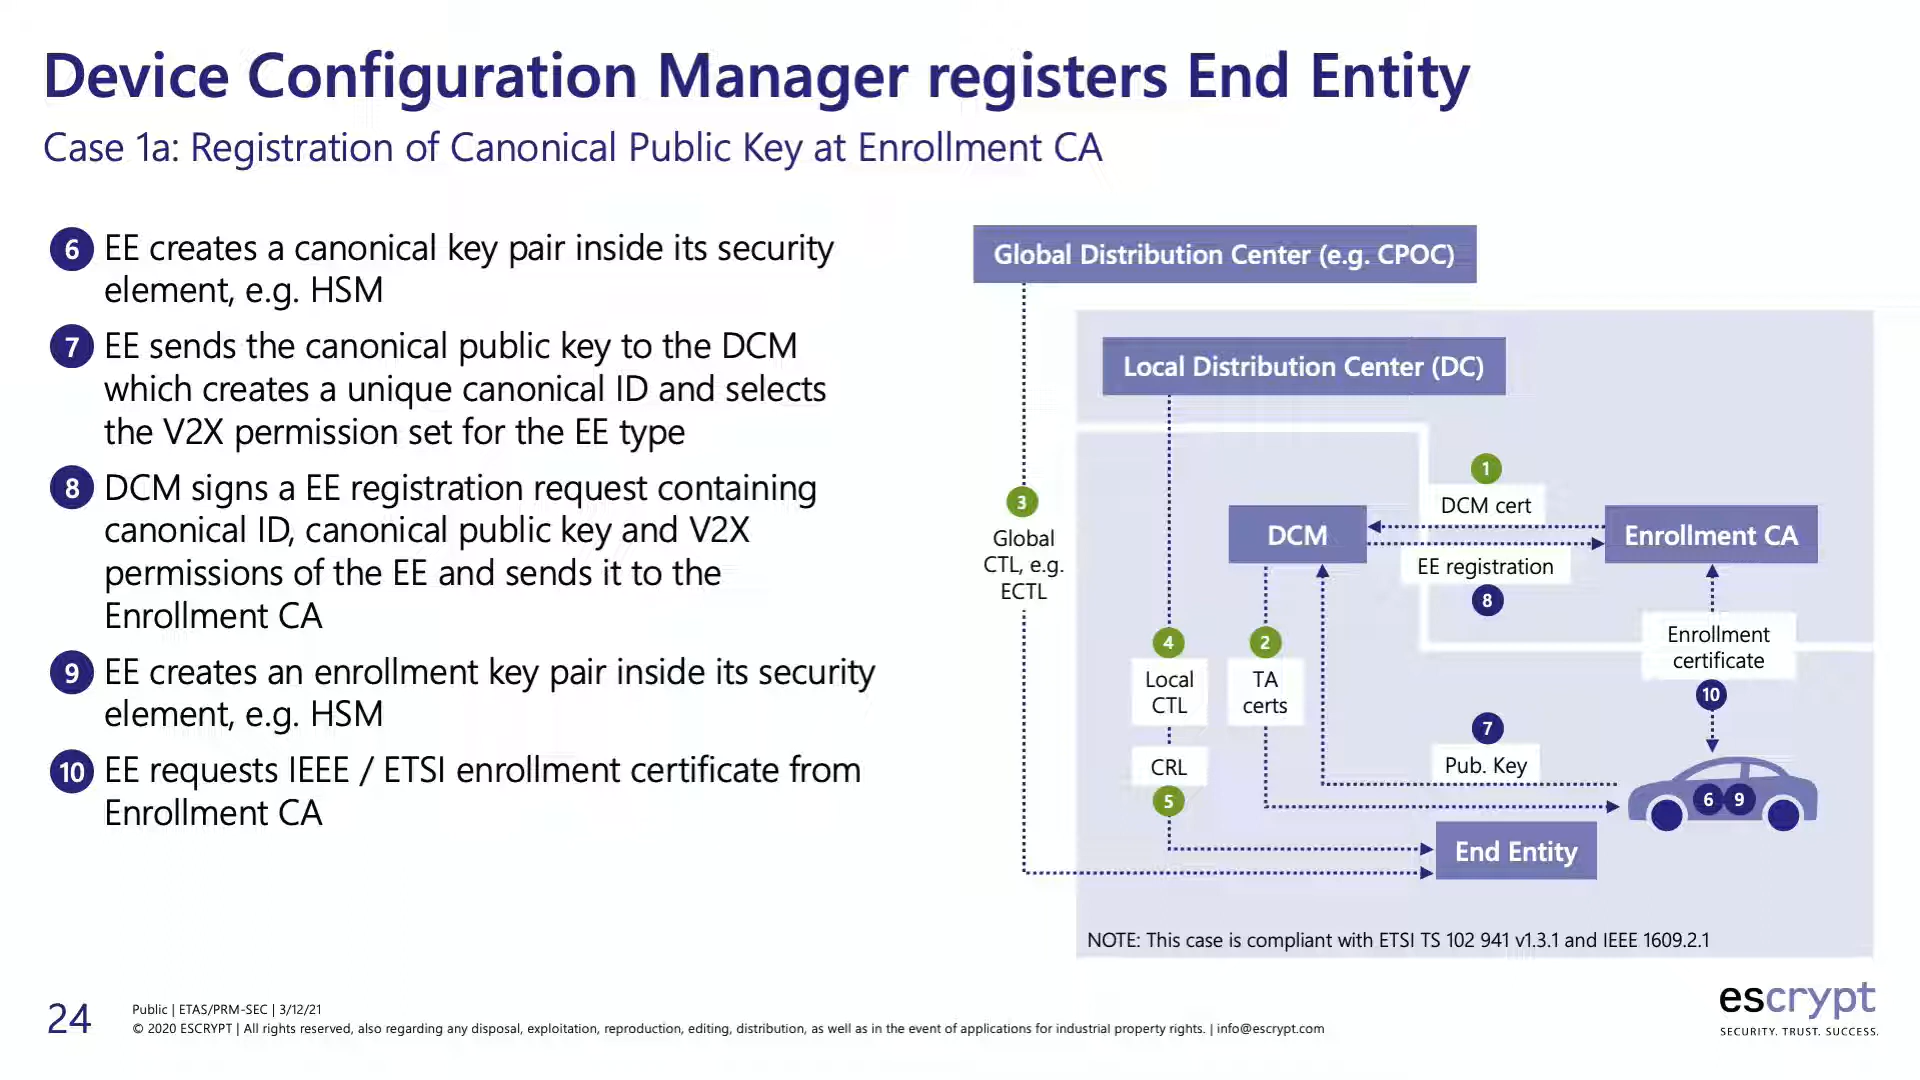 Device Configuration Manager registers End Entity
Case 1a: Registration of Canonical Public Key at Enrollment CA
6 EE creates a canonical key pair inside its security
element, e.g. HSM
7 EE sends the canonical public key to the DCM
which creates a unique canonical ID and selects
the V2X permission set for the EE type
8 DCM signs a EE registration request containing
canonical ID, canonical public key and V2X
permissions of the EE and sends it to the
Enrollment CA
9 EE creates an enrollment key pair inside its security
element, e.g. HSM
10 EE requests IEEE / ETSI enrollment certificate from
Enrollment CA
Global Distribution Center (e.g. CPOC)
Local Distribution Center (DC)
1
DCM cert
3
Global
CTL, e.g.
ECTL
DCM
Enrollment CA
EE registration
8
4
Local
CTL
2
TA
certs
Enrollment
certificate
10
7
Pub. Key
CRL
5
6 9
End Entity
NOTE: This case is compliant with ETSI TS 102 941 v1.3.1 and IEEE 1609.2.1
24
Public | ETAS/PRM-SEC | 3/12/21
© 2020 ESCRYPT | All rights reserved, also regarding any disposal, exploitation, reproduction, editing, distribution, as well as in the event of applications for industrial property rights. | info@escrypt.com
escrypt
SECURITY. TRUST. SUCCESS.